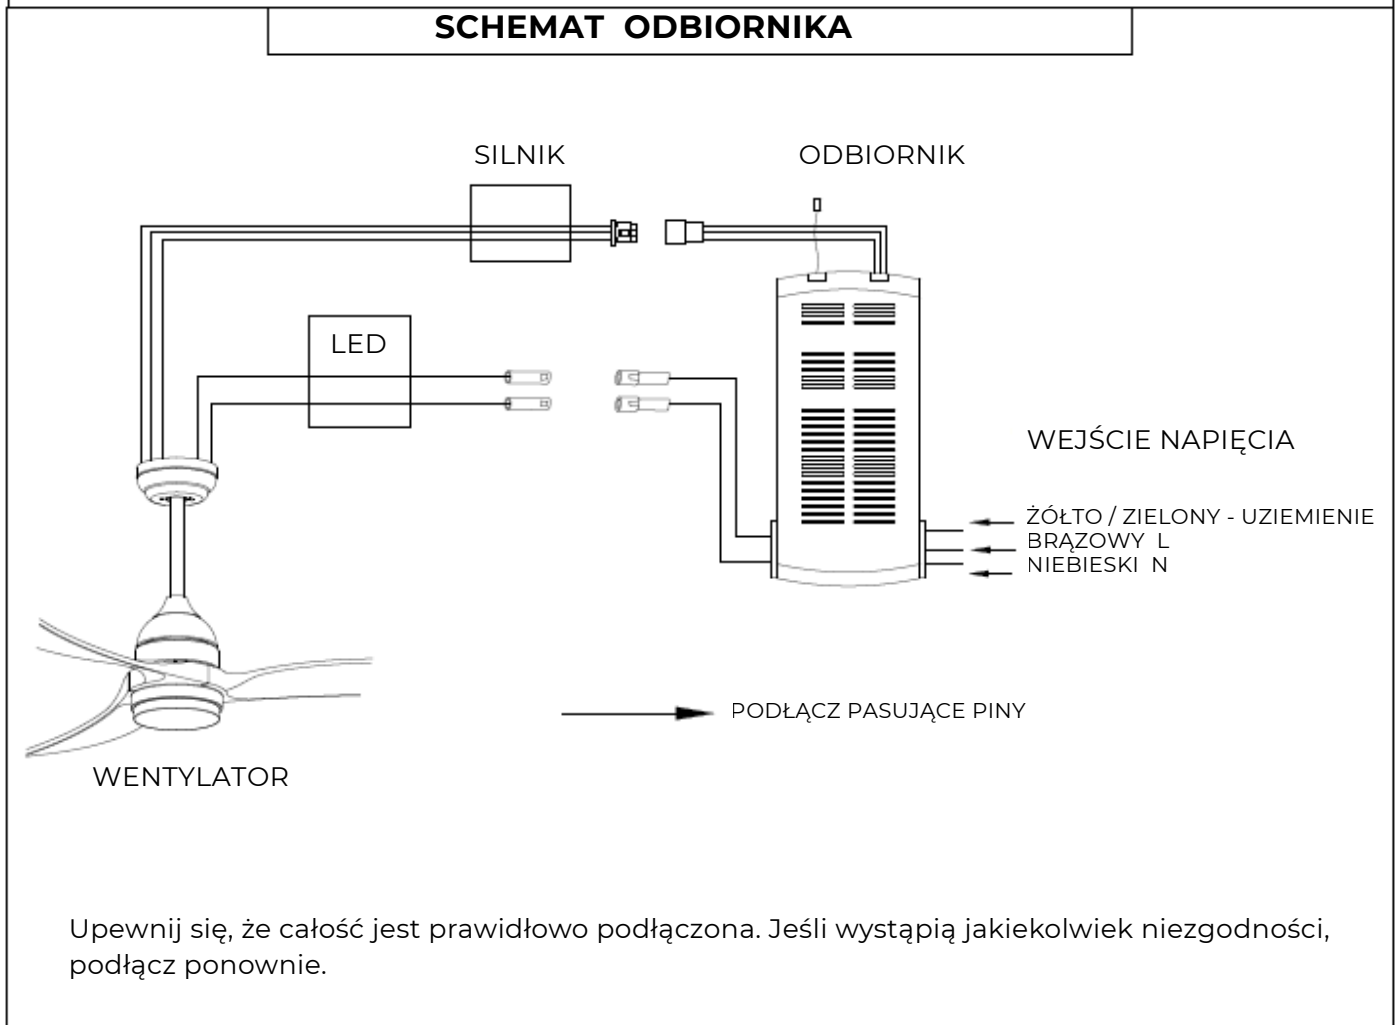 SCHEMAT ODBIORNIKA
SILNIK
ODBIORNIK
LED
WEJŚCIE NAPIĘCIA
ŻÓŁTO / ZIELONY - UZIEMIENIE
BRĄZOWY L
NIEBIESKI N
PODŁĄCZ PASUJĄCE PINY
WENTYLATOR
Upewnij się, że całość jest prawidłowo podłączona. Jeśli wystąpią jakiekolwiek niezgodności,
podłącz ponownie.